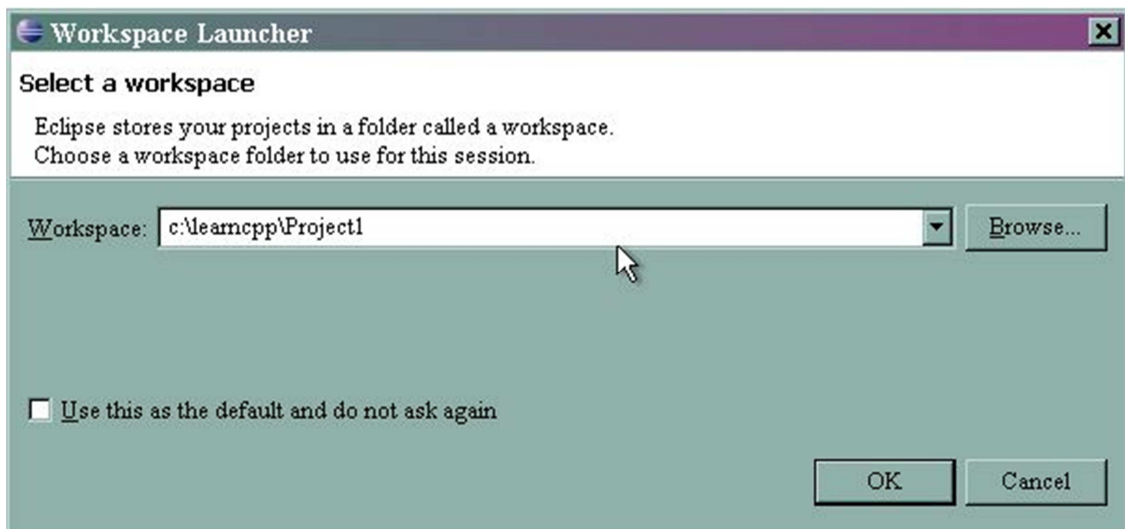 Workspace Launcher
Select a workspace
Eclipse stores your projects in a folder called a workspace.
Choose a workspace folder to use for this session.
Workspace: c:\learncpp\Project1 Browse...
Use this as the default and do not ask again
OK Cancel